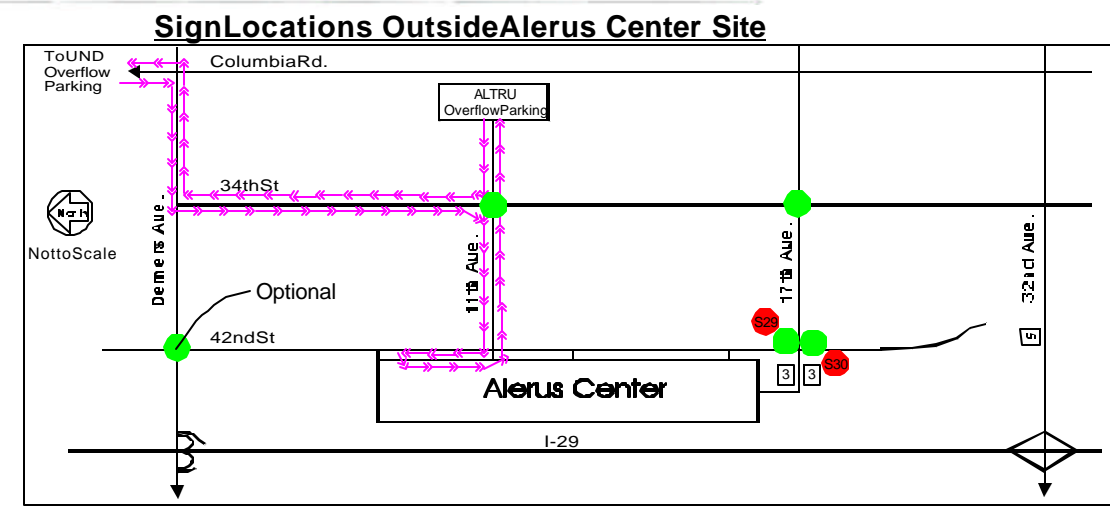 SignLocations OutsideAlerus Center Site
ToUND
Overflow
Parking
ColumbiaRd.
ALTRU
OverflowParking
34thSt
North
NottoScale
Demers Ave.
11th Ave.
17th Ave.
32nd Ave.
Optional
42ndSt
S29
S30
3
3
5
Alerus Center
I-29